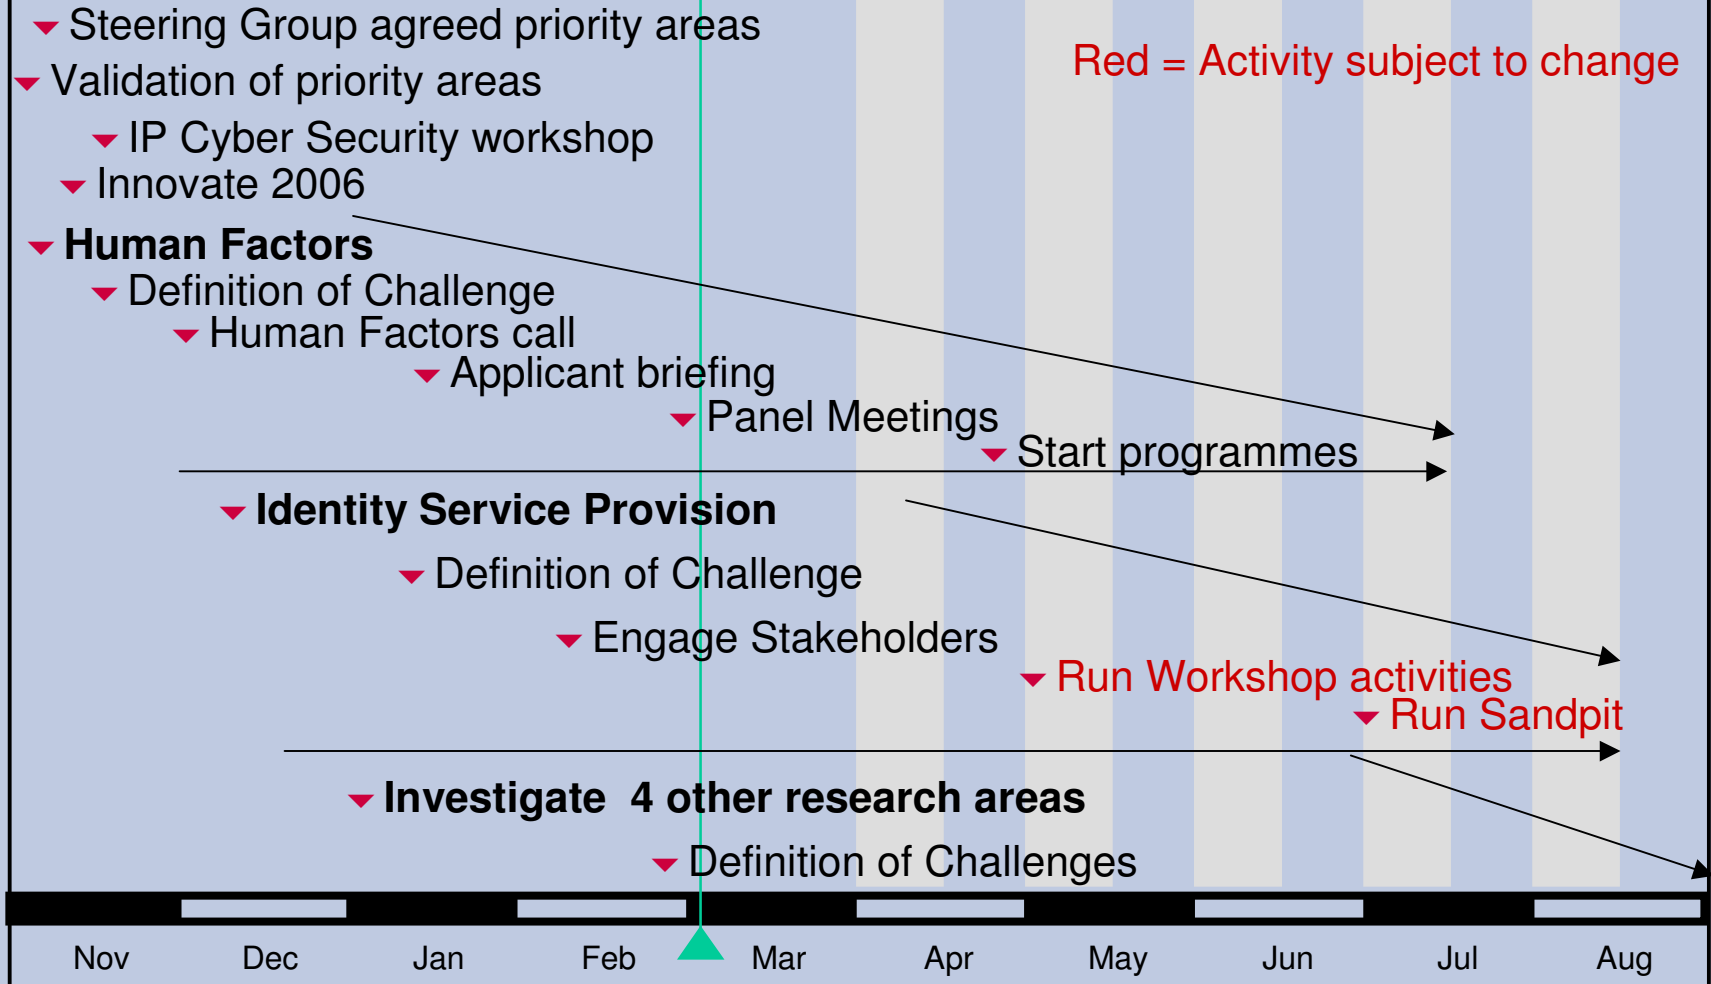 Steering Group agreed priority areas
Red = Activity subject to change
Validation of priority areas
IP Cyber Security workshop
Innovate 2006
Human Factors
Definition of Challenge
Human Factors call
Applicant briefing
Panel Meetings
Start programmes
Identity Service Provision
Definition of Challenge
Engage Stakeholders
Run Workshop activities
Run Sandpit
Investigate 4 other research areas
Definition of Challenges
Nov Dec Jan Feb Mar Apr May Jun Jul Aug